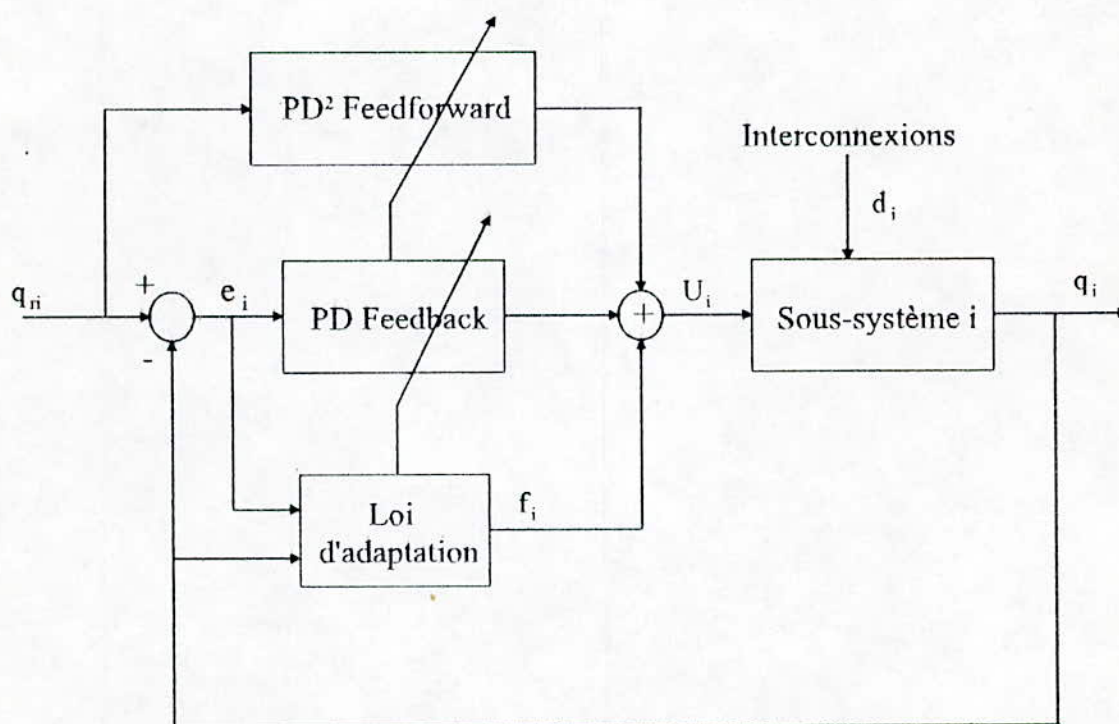 PD² Feedforward
Interconnexions
d i
q ri
+
-
e i
PD Feedback
+
U i
Sous-système i
q i
Loi
d'adaptation
f i